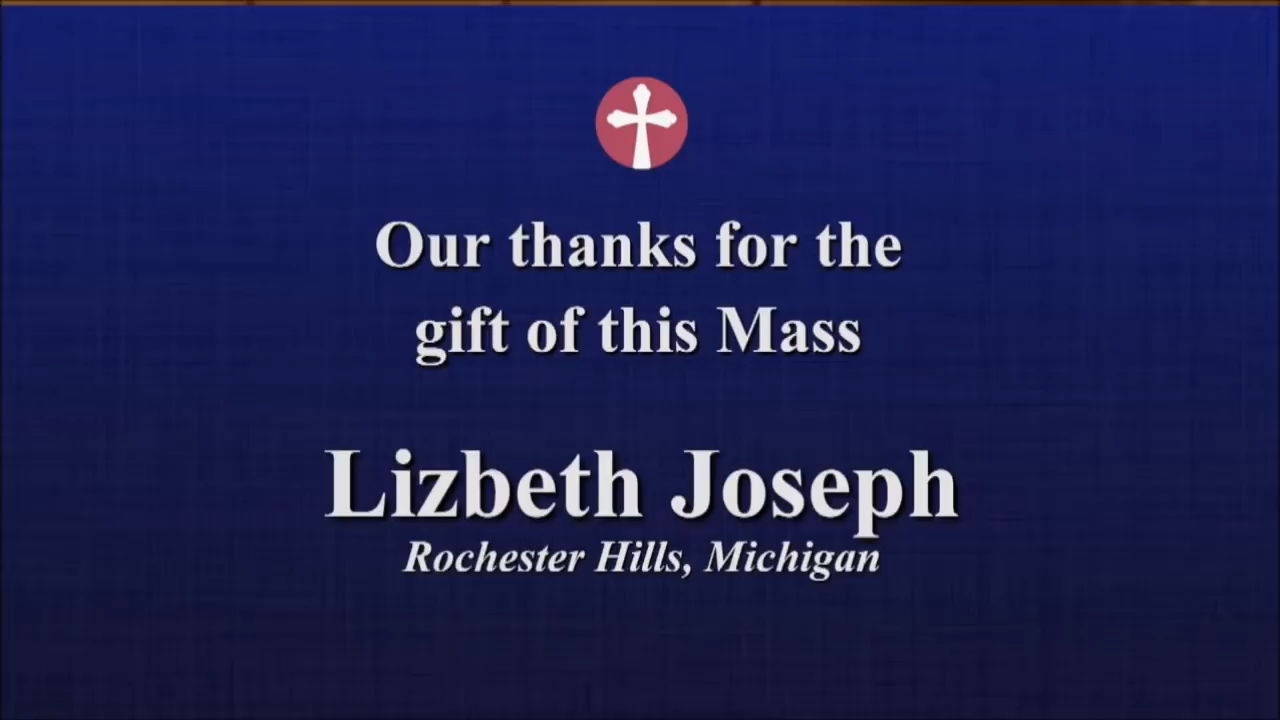 Our thanks for the
gift of this Mass
Lizbeth Joseph
Rochester Hills, Michigan